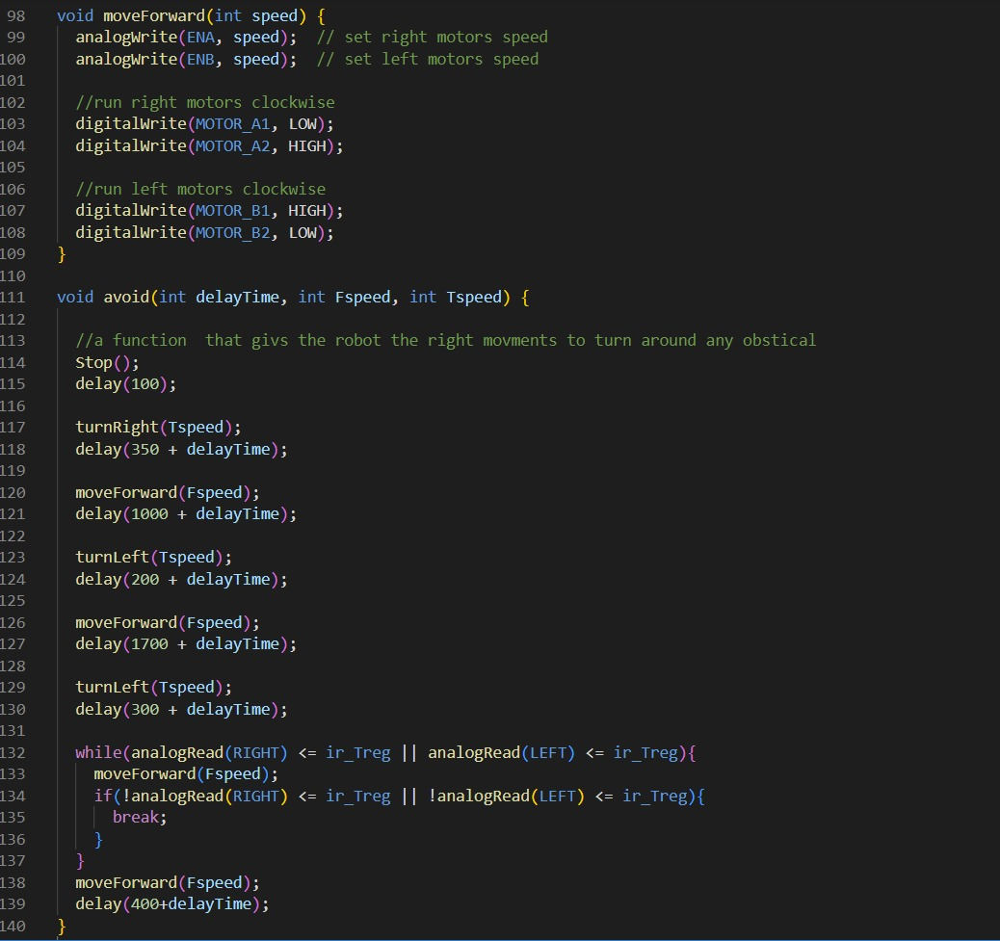 98 void moveForward(int speed) {
99 analogWrite(ENA, speed); // set right motors speed
100 analogWrite(ENB, speed); // set left motors speed
101
102 //run right motors clockwise
103 digitalWrite(MOTOR_A1, LOW);
104 digitalWrite(MOTOR_A2, HIGH);
105
106 //run left motors clockwise
107 digitalWrite(MOTOR_B1, HIGH);
108 digitalWrite(MOTOR_B2, LOW);
109 }
110
111 void avoid(int delayTime, int Fspeed, int Tspeed) {
112
113 //a function  that givs the robot the right movments to turn around any obstical
114 Stop();
115 delay(100);
116
117 turnRight(Tspeed);
118 delay(350 + delayTime);
119
120 moveForward(Fspeed);
121 delay(1000 + delayTime);
122
123 turnLeft(Tspeed);
124 delay(200 + delayTime);
125
126 moveForward(Fspeed);
127 delay(1700 + delayTime);
128
129 turnLeft(Tspeed);
130 delay(300 + delayTime);
131
132 while(analogRead(RIGHT) <= ir_Treg || analogRead(LEFT) <= ir_Treg){
133 moveForward(Fspeed);
134 if(!analogRead(RIGHT) <= ir_Treg || !analogRead(LEFT) <= ir_Treg){
135 break;
136 }
137 }
138 moveForward(Fspeed);
139 delay(400+delayTime);
140 }